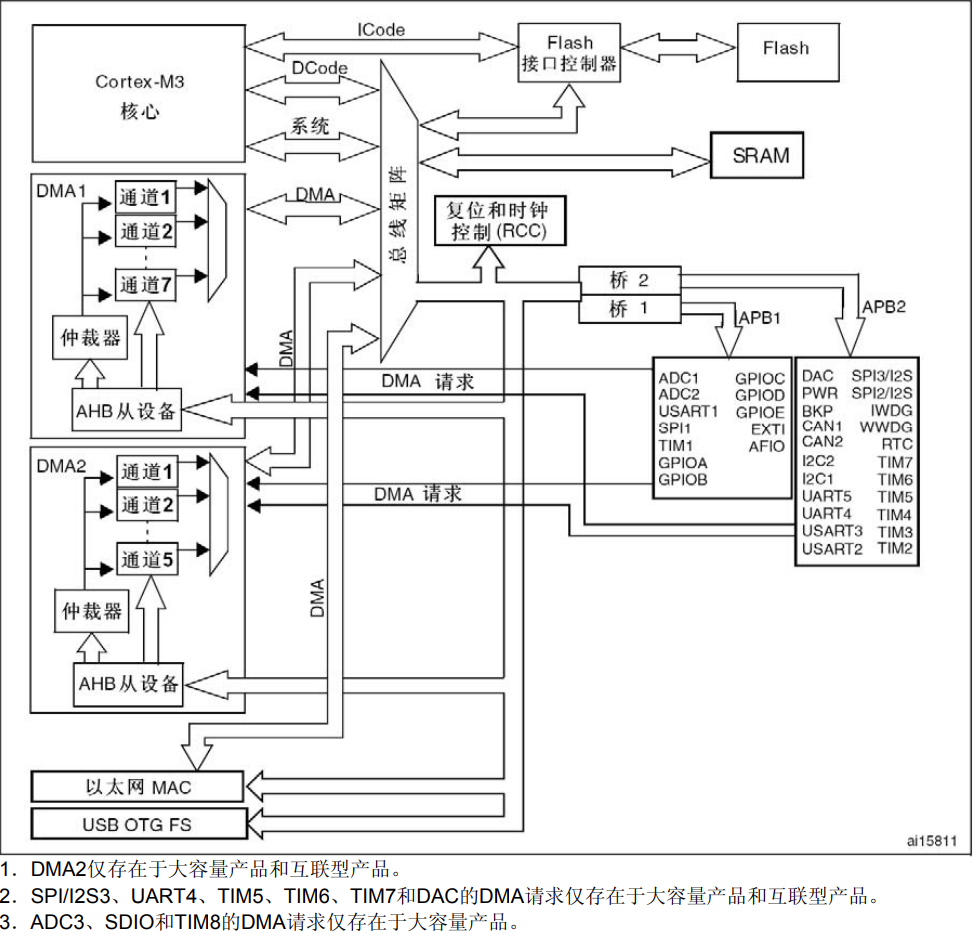 ICode
Cortex-M3
核心
DCode
系统
Flash
接口控制器
Flash
SRAM
总线矩阵
复位和时钟
控制(RCC)
DMA1
通道1
通道2
通道7
仲裁器
AHB从设备
DMA
DMA
桥 2
桥 1
APB1
APB2
DMA 请求
ADC1 GPIOC
ADC2 GPIOD
USART1 GPIOE
SPI1 EXTI
TIM1 AFIO
GPIOA
GPIOB
DAC SPI3/I2S
PWR SPI2/I2S
BKP IWDG
CAN1 WWDG
CAN2 RTC
I2C2 TIM7
I2C1 TIM6
UART5 TIM5
UART4 TIM4
USART3 TIM3
USART2 TIM2
DMA2
通道1
通道2
通道5
仲裁器
AHB从设备
DMA 请求
DMA
以太网 MAC
USB OTG FS
ai15811
1. DMA2仅存在于大容量产品和互联型产品。
2. SPI/I2S3、UART4、TIM5、TIM6、TIM7和DAC的DMA请求仅存在于大容量产品和互联型产品。
3. ADC3、SDIO和TIM8的DMA请求仅存在于大容量产品。